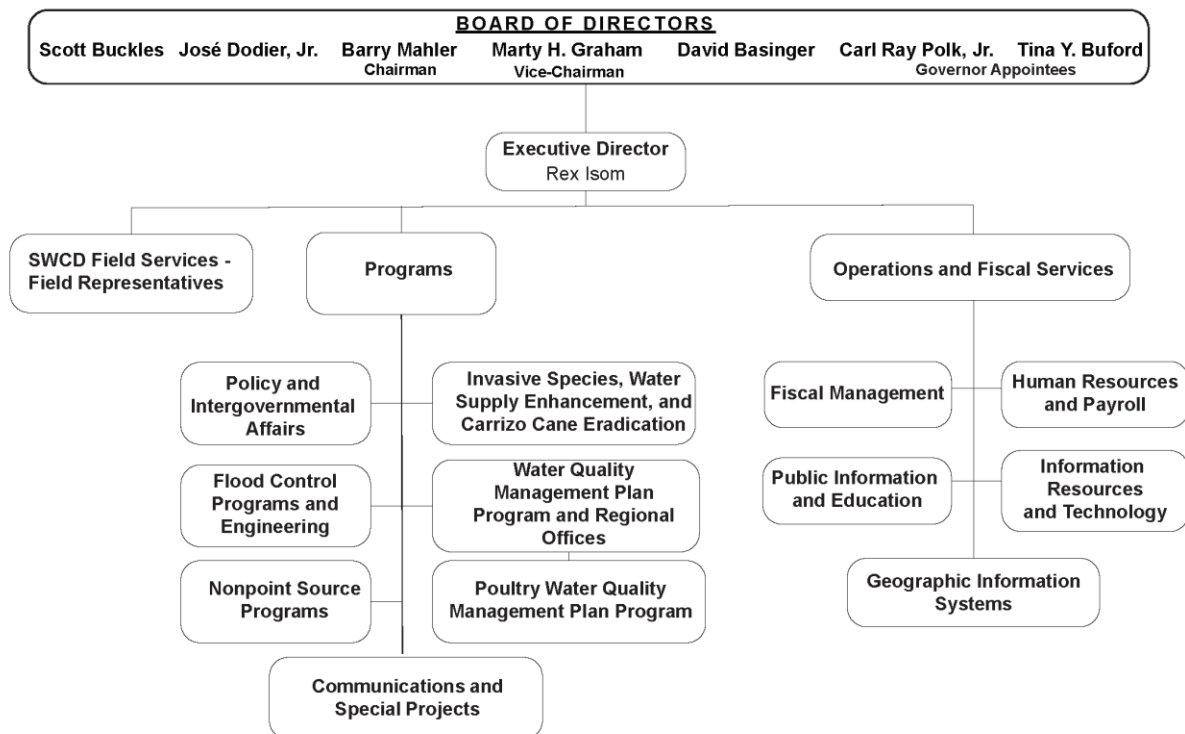 BOARD OF DIRECTORS
Scott Buckles José Dodier, Jr. Barry Mahler Marty H. Graham David Basinger Carl Ray Polk, Jr. Tina Y. Buford
Chairman Vice-Chairman Governor Appointees
Executive Director
Rex Isom
SWCD Field Services -
Field Representatives
Programs
Operations and Fiscal Services
Policy and
Intergovernmental
Affairs
Invasive Species, Water
Supply Enhancement, and
Carrizo Cane Eradication
Fiscal Management
Human Resources
and Payroll
Flood Control
Programs and
Engineering
Water Quality
Management Plan
Program and Regional
Offices
Public Information
and Education
Information
Resources
and Technology
Nonpoint Source
Programs
Poultry Water Quality
Management Plan Program
Geographic Information
Systems
Communications and
Special Projects